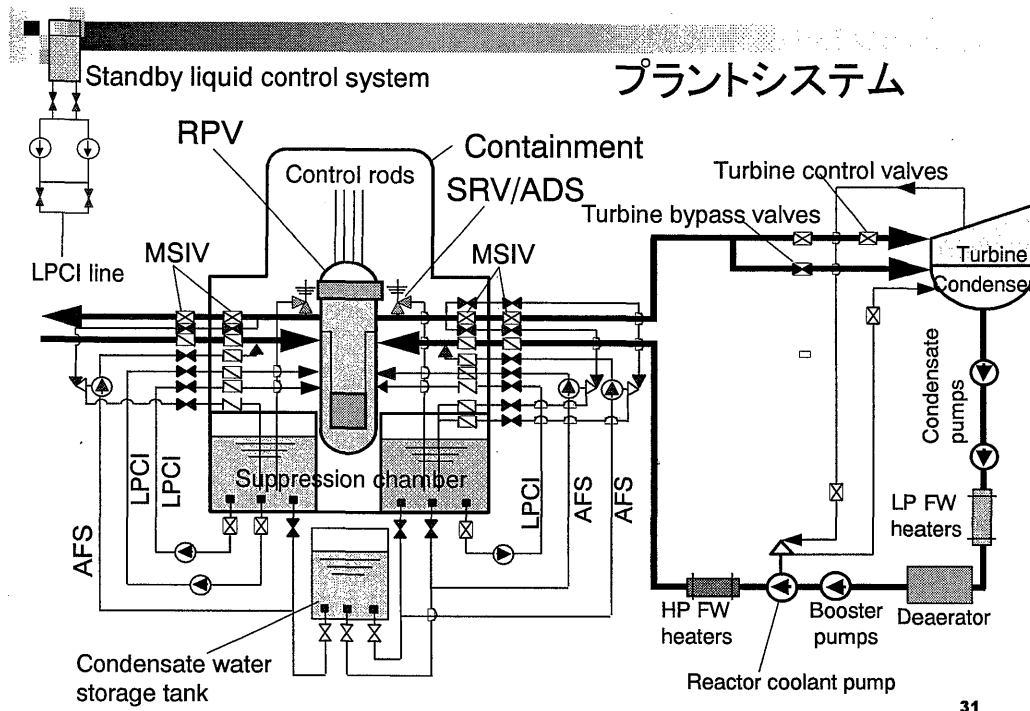 Standby liquid control system
プラントシステム
RPV
Control rods
Containment
SRV/ADS
Turbine control valves
Turbine bypass valves
LPCI line
MSIV
MSIV
Turbine
Condenser
Condensate
pumps
Suppression chamber
LPCI
LPCI
AFS
LPCI
AFS
AFS
LP FW
heaters
HP FW
heaters
Booster
pumps
Deaerator
Condensate water
storage tank
Reactor coolant pump
31